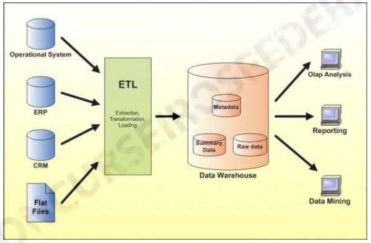 Operational System
ERP
CRM
Flat
Files
ETL
Extraction,
Transformation,
Loading
Metadata
Summary
Data
Raw data
Data Warehouse
Olap Analysis
Reporting
Data Mining